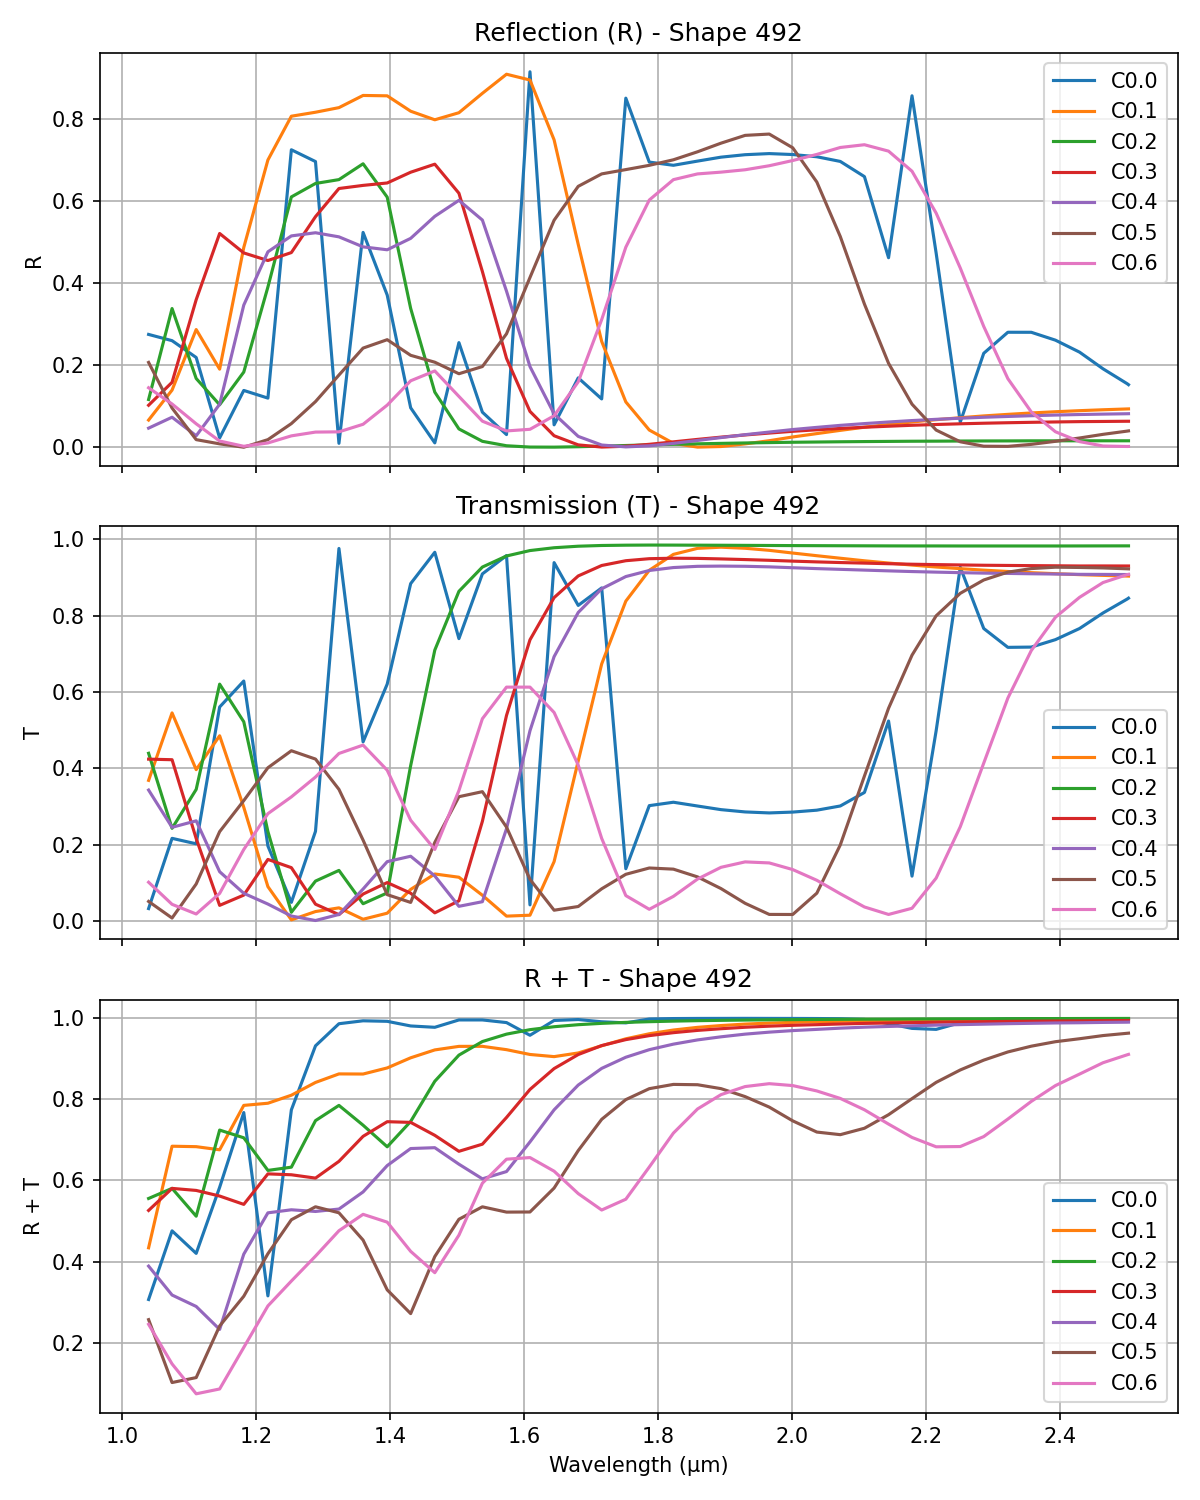 Reflection (R) - Shape 492
R
0.8
0.6
0.4
0.2
0.0
C0.0
C0.1
C0.2
C0.3
C0.4
C0.5
C0.6
Transmission (T) - Shape 492
T
1.0
0.8
0.6
0.4
0.2
0.0
C0.0
C0.1
C0.2
C0.3
C0.4
C0.5
C0.6
R + T - Shape 492
R + T
1.0
0.8
0.6
0.4
0.2
C0.0
C0.1
C0.2
C0.3
C0.4
C0.5
C0.6
1.0 1.2 1.4 1.6 1.8 2.0 2.2 2.4
Wavelength (μm)